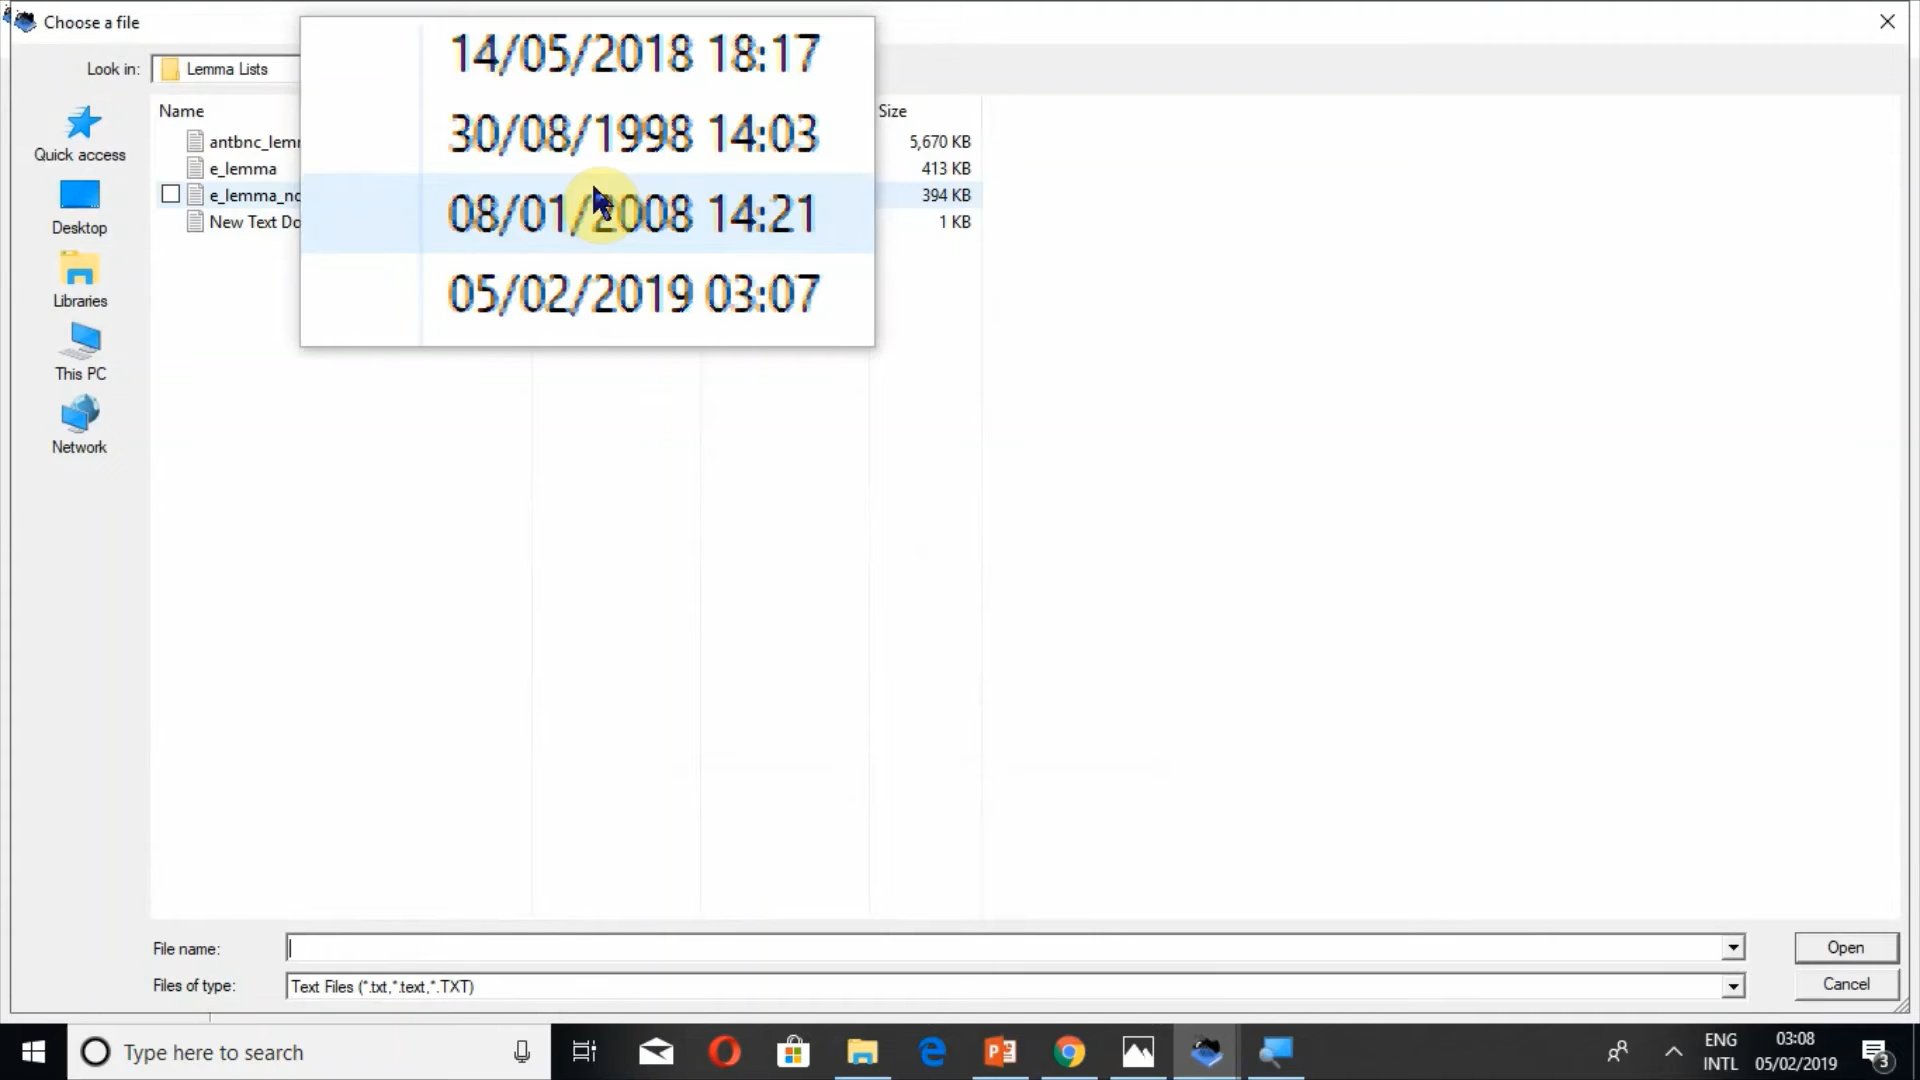 Choose a file
Look in: Lemma Lists
Name Size
antbnc_lem 14/05/2018 18:17 5,670 KB
e_lemma 30/08/1998 14:03 413 KB
e_lemma_no 08/01/2008 14:21 394 KB
New Text Do 05/02/2019 03:07 1 KB
Quick access
Desktop
Libraries
This PC
Network
File name: Open
Files of type: Text Files (*.txt,*.text,*.TXT) Cancel
Type here to search
ENG 03:08
INTL 05/02/2019 3